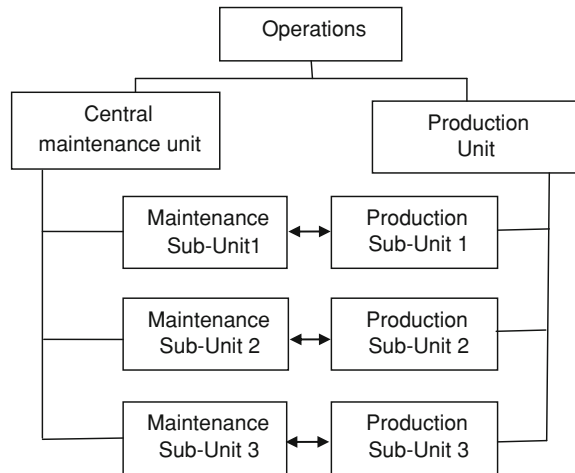 Operations
Central
maintenance unit
Production
Unit
Maintenance
Sub-Unit1
Production
Sub-Unit 1
Maintenance
Sub-Unit 2
Production
Sub-Unit 2
Maintenance
Sub-Unit 3
Production
Sub-Unit 3